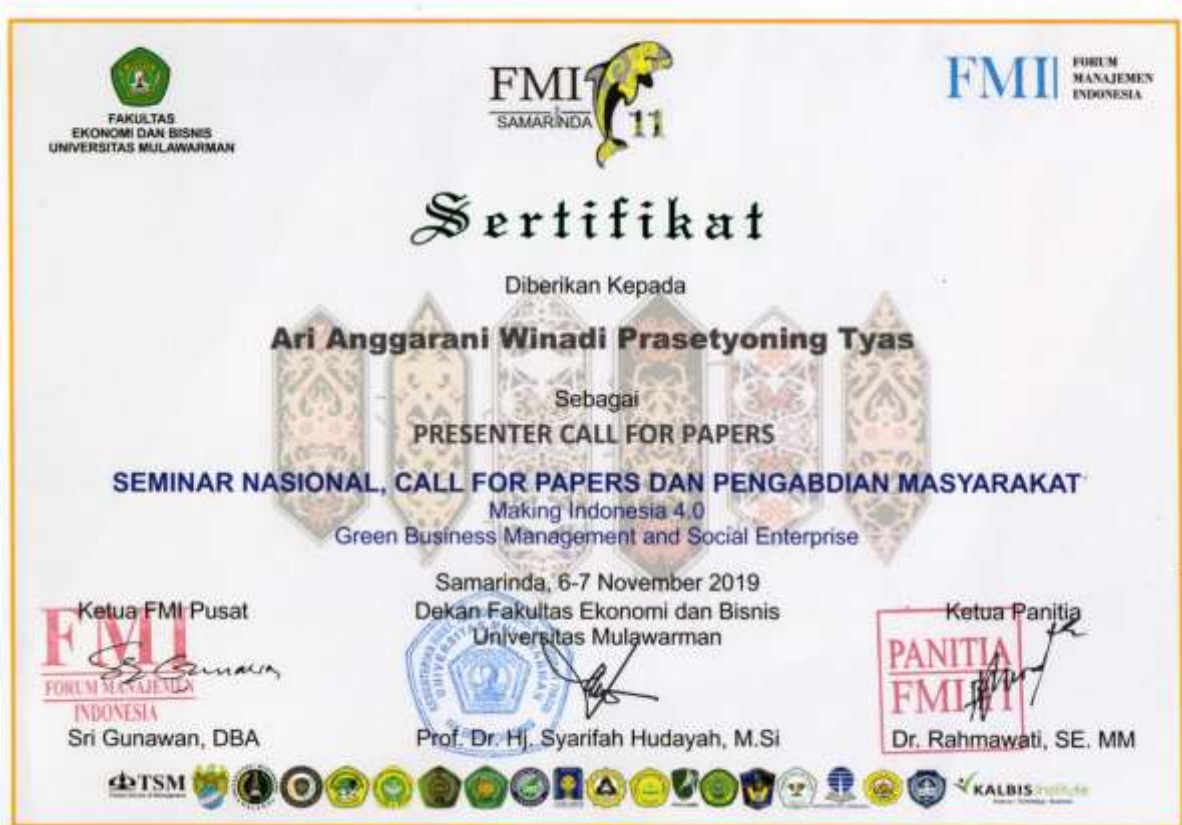 FAKULTAS
EKONOMI DAN BISNIS
UNIVERSITAS MULAWARMAN
FMI
SAMARINDA
11
FMI
FORUM
MANAJEMEN
INDONESIA
Sertifikat
Diberikan Kepada
Ari Anggarani Winadi Prasetyoning Tyas
Sebagai
PRESENTER CALL FOR PAPERS
SEMINAR NASIONAL, CALL FOR PAPERS DAN PENGABDIAN MASYARAKAT
Making Indonesia 4.0
Green Business Management and Social Enterprise
Samarinda, 6-7 November 2019
Ketua FMI Pusat
Dekan Fakultas Ekonomi dan Bisnis
Universitas Mulawarman
Ketua Panitia
FMI
FORUM MANAJEMEN
INDONESIA
UNIVERSITAS MULAWARMAN
PANITIA
FMI 11
Sri Gunawan, DBA
Prof. Dr. Hj. Syarifah Hudayah, M.Si
Dr. Rahmawati, SE. MM
TSM
KALBIS Institute